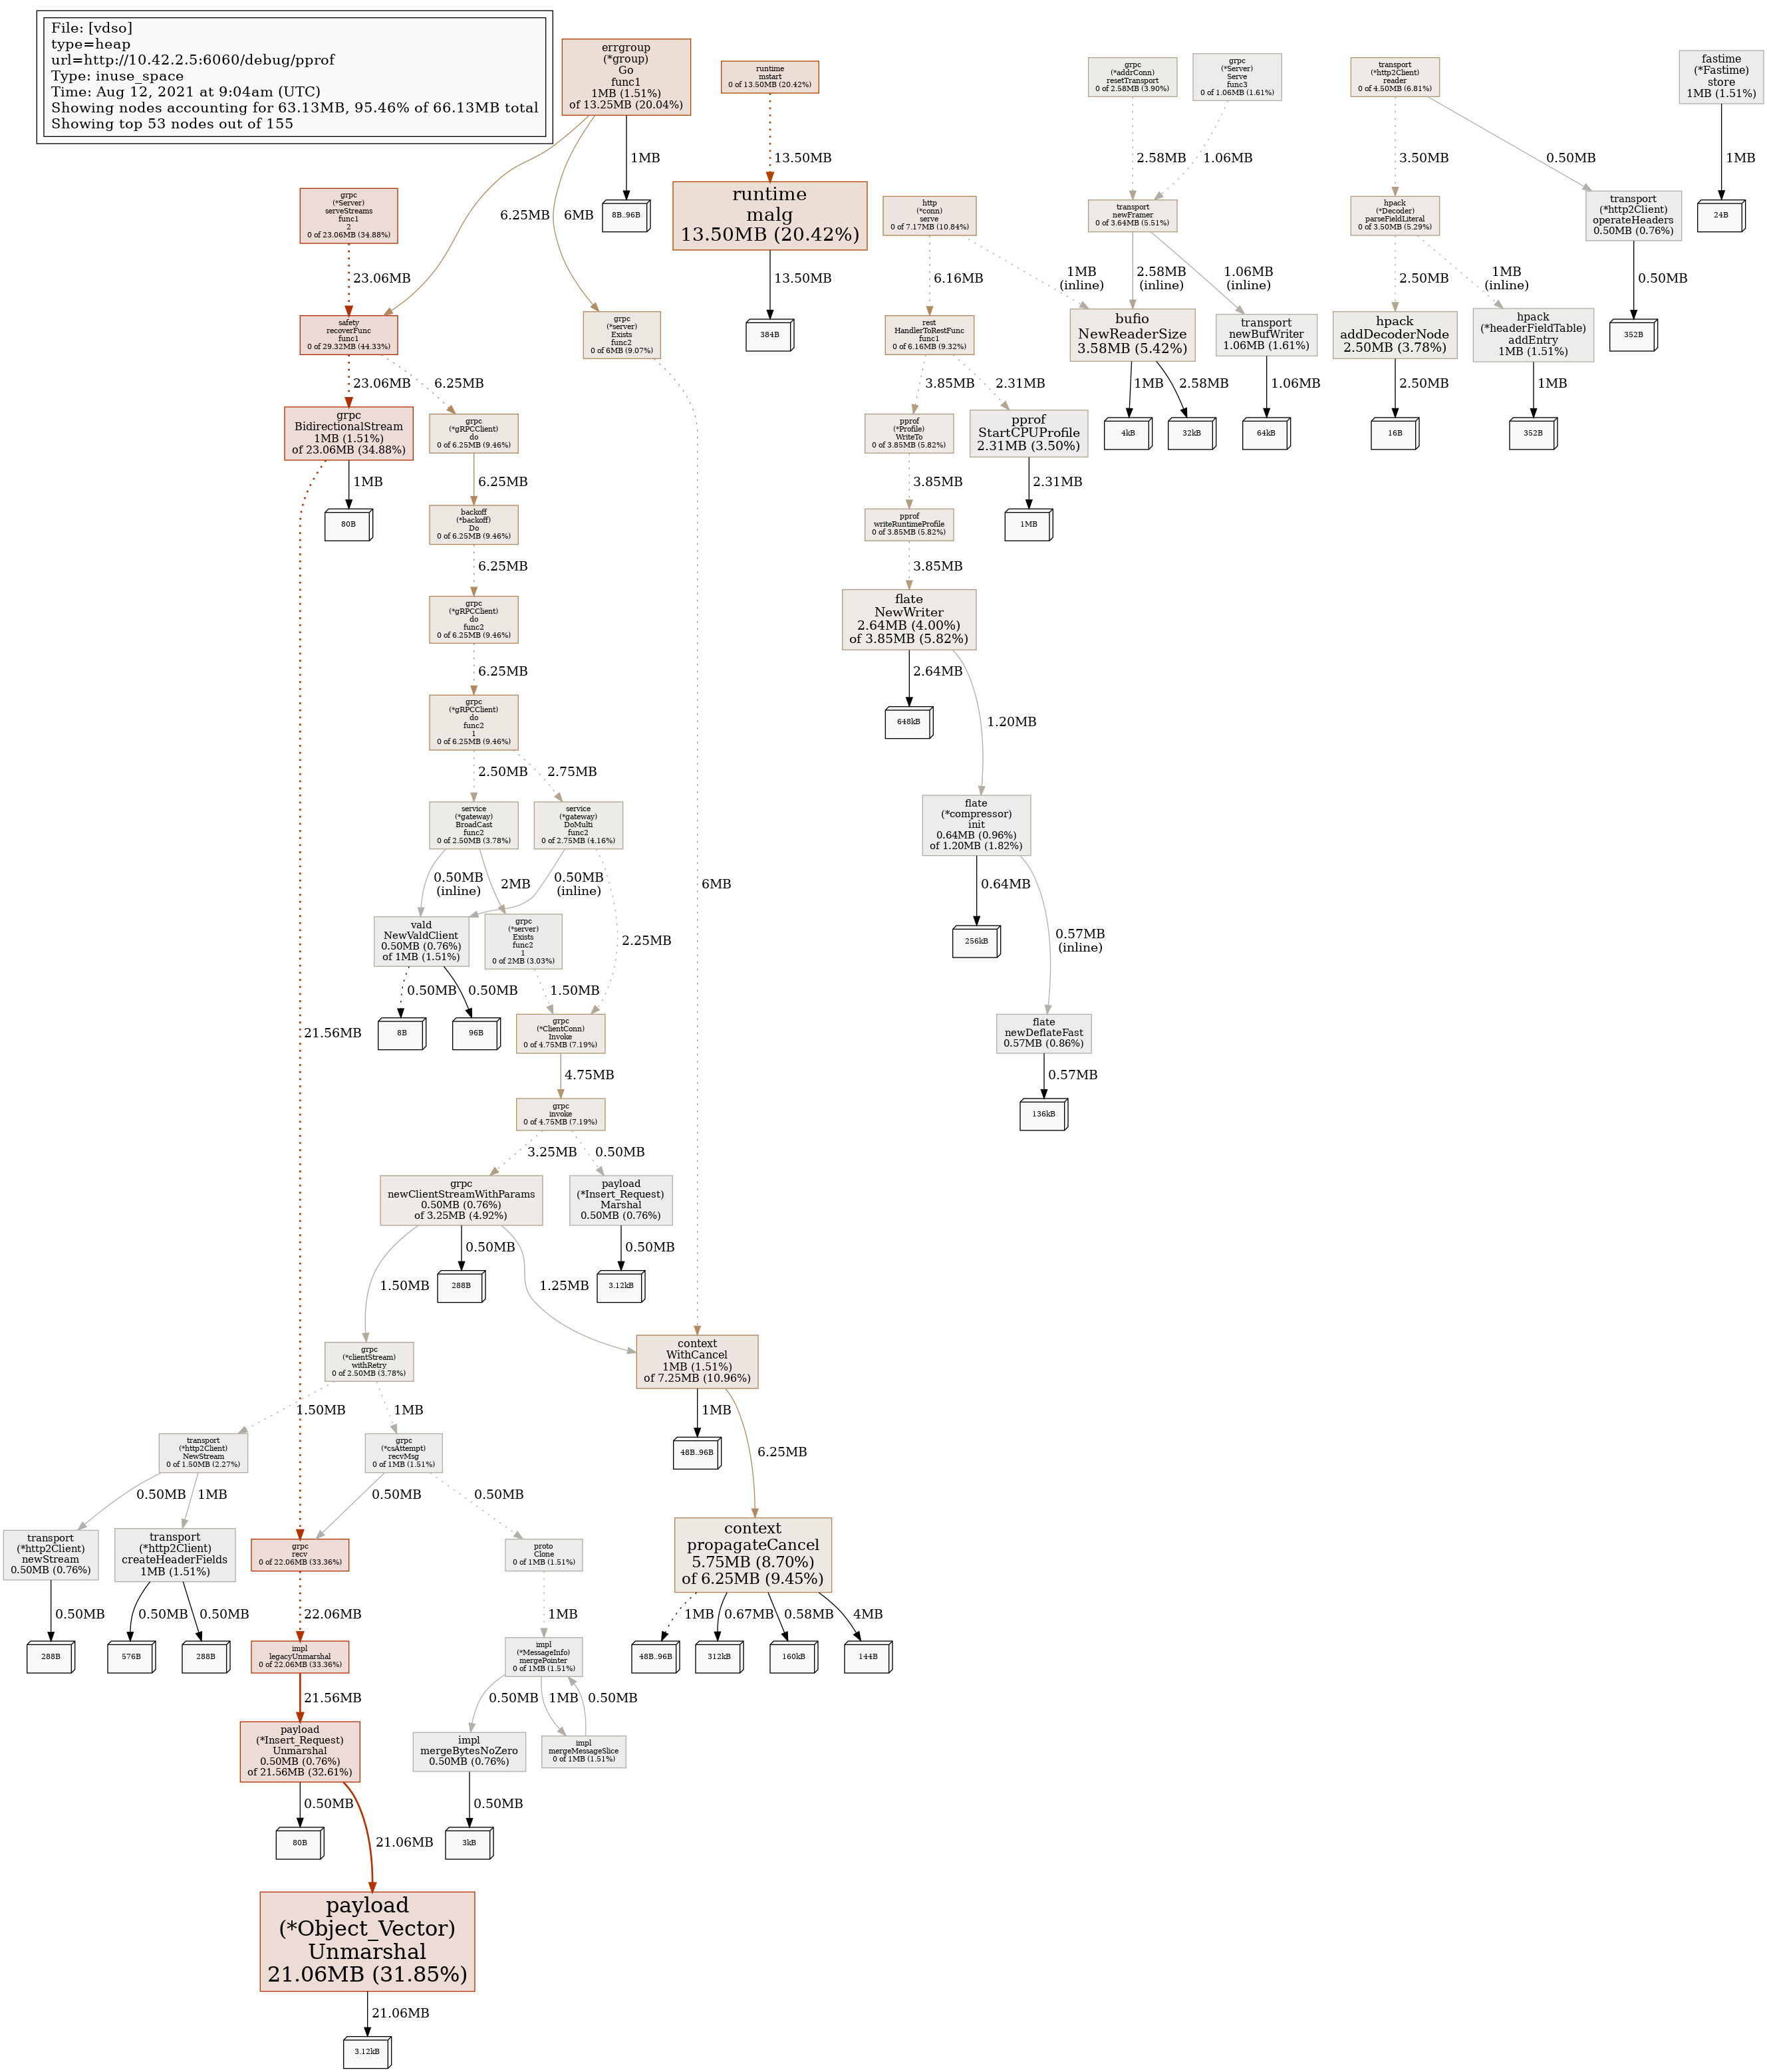 File: [vdso]
type=heap
url=http://10.42.2.5:6060/debug/pprof
Type: inuse_space
Time: Aug 12, 2021 at 9:04am (UTC)
Showing nodes accounting for 63.13MB, 95.46% of 66.13MB total
Showing top 53 nodes out of 155
errgroup
(*group)
Go
func1
1MB (1.51%)
of 13.25MB (20.04%)
runtime
mstart
0 of 13.50MB (20.42%)
grpc
(*addrConn)
resetTransport
0 of 2.58MB (3.90%)
grpc
(*Server)
Serve
func3
0 of 1.06MB (1.61%)
transport
(*http2Client)
reader
0 of 4.50MB (6.81%)
fastime
(*Fastime)
store
1MB (1.51%)
6.25MB
6MB
1MB
13.50MB
2.58MB
1.06MB
3.50MB
0.50MB
1MB
grpc
(*Server)
serveStreams
func1
2
0 of 23.06MB (34.88%)
8B..96B
runtime
malg
13.50MB (20.42%)
http
(*conn)
serve
0 of 7.17MB (10.84%)
transport
newFramer
0 of 3.64MB (5.51%)
hpack
(*Decoder)
parseFieldLiteral
0 of 3.50MB (5.29%)
transport
(*http2Client)
operateHeaders
0.50MB (0.76%)
24B
23.06MB
13.50MB
6.16MB
1MB
(inline)
2.58MB
(inline)
1.06MB
(inline)
2.50MB
1MB
(inline)
0.50MB
safety
recoverFunc
func1
0 of 29.32MB (44.33%)
grpc
(*server)
Exists
func2
0 of 6MB (9.07%)
384B
rest
HandlerToRestFunc
func1
0 of 6.16MB (9.32%)
bufio
NewReaderSize
3.58MB (5.42%)
transport
newBufWriter
1.06MB (1.61%)
hpack
addDecoderNode
2.50MB (3.78%)
hpack
(*headerFieldTable)
addEntry
1MB (1.51%)
352B
23.06MB
6.25MB
3.85MB
2.31MB
1MB
2.58MB
1.06MB
2.50MB
1MB
grpc
BidirectionalStream
1MB (1.51%)
of 23.06MB (34.88%)
grpc
(*gRPCClient)
do
0 of 6.25MB (9.46%)
pprof
(*Profile)
WriteTo
0 of 3.85MB (5.82%)
pprof
StartCPUProfile
2.31MB (3.50%)
4kB
32kB
64kB
16B
352B
1MB
6.25MB
3.85MB
2.31MB
80B
backoff
(*backoff)
Do
0 of 6.25MB (9.46%)
pprof
writeRuntimeProfile
0 of 3.85MB (5.82%)
1MB
6.25MB
3.85MB
grpc
(*gRPCClient)
do
func2
0 of 6.25MB (9.46%)
flate
NewWriter
2.64MB (4.00%)
of 3.85MB (5.82%)
6.25MB
2.64MB
1.20MB
grpc
(*gRPCClient)
do
func2
1
0 of 6.25MB (9.46%)
648kB
2.50MB
2.75MB
service
(*gateway)
BroadCast
func2
0 of 2.50MB (3.78%)
service
(*gateway)
DoMulti
func2
0 of 2.75MB (4.16%)
flate
(*compressor)
init
0.64MB (0.96%)
of 1.20MB (1.82%)
0.50MB
(inline)
2MB
0.50MB
(inline)
2.25MB
6MB
0.64MB
0.57MB
(inline)
vald
NewValdClient
0.50MB (0.76%)
of 1MB (1.51%)
grpc
(*server)
Exists
func2
1
0 of 2MB (3.03%)
256kB
0.50MB
0.50MB
1.50MB
21.56MB
8B
96B
grpc
(*ClientConn)
Invoke
0 of 4.75MB (7.19%)
flate
newDeflateFast
0.57MB (0.86%)
4.75MB
0.57MB
grpc
invoke
0 of 4.75MB (7.19%)
136kB
3.25MB
0.50MB
grpc
newClientStreamWithParams
0.50MB (0.76%)
of 3.25MB (4.92%)
payload
(*Insert_Request)
Marshal
0.50MB (0.76%)
1.50MB
0.50MB
1.25MB
0.50MB
288B
3.12kB
grpc
(*clientStream)
withRetry
0 of 2.50MB (3.78%)
context
WithCancel
1MB (1.51%)
of 7.25MB (10.96%)
1.50MB
1MB
1MB
6.25MB
transport
(*http2Client)
NewStream
0 of 1.50MB (2.27%)
grpc
(*csAttempt)
recvMsg
0 of 1MB (1.51%)
48B..96B
0.50MB
1MB
0.50MB
0.50MB
transport
(*http2Client)
newStream
0.50MB (0.76%)
transport
(*http2Client)
createHeaderFields
1MB (1.51%)
grpc
recv
0 of 22.06MB (33.36%)
proto
Clone
0 of 1MB (1.51%)
context
propagateCancel
5.75MB (8.70%)
of 6.25MB (9.45%)
0.50MB
0.50MB
0.50MB
22.06MB
1MB
1MB
0.67MB
0.58MB
4MB
288B
576B
288B
impl
legacyUnmarshal
0 of 22.06MB (33.36%)
impl
(*MessageInfo)
mergePointer
0 of 1MB (1.51%)
48B..96B
312kB
160kB
144B
21.56MB
0.50MB
1MB
0.50MB
payload
(*Insert_Request)
Unmarshal
0.50MB (0.76%)
of 21.56MB (32.61%)
impl
mergeBytesNoZero
0.50MB (0.76%)
impl
mergeMessageSlice
0 of 1MB (1.51%)
0.50MB
21.06MB
0.50MB
80B
3kB
payload
(*Object_Vector)
Unmarshal
21.06MB (31.85%)
21.06MB
3.12kB